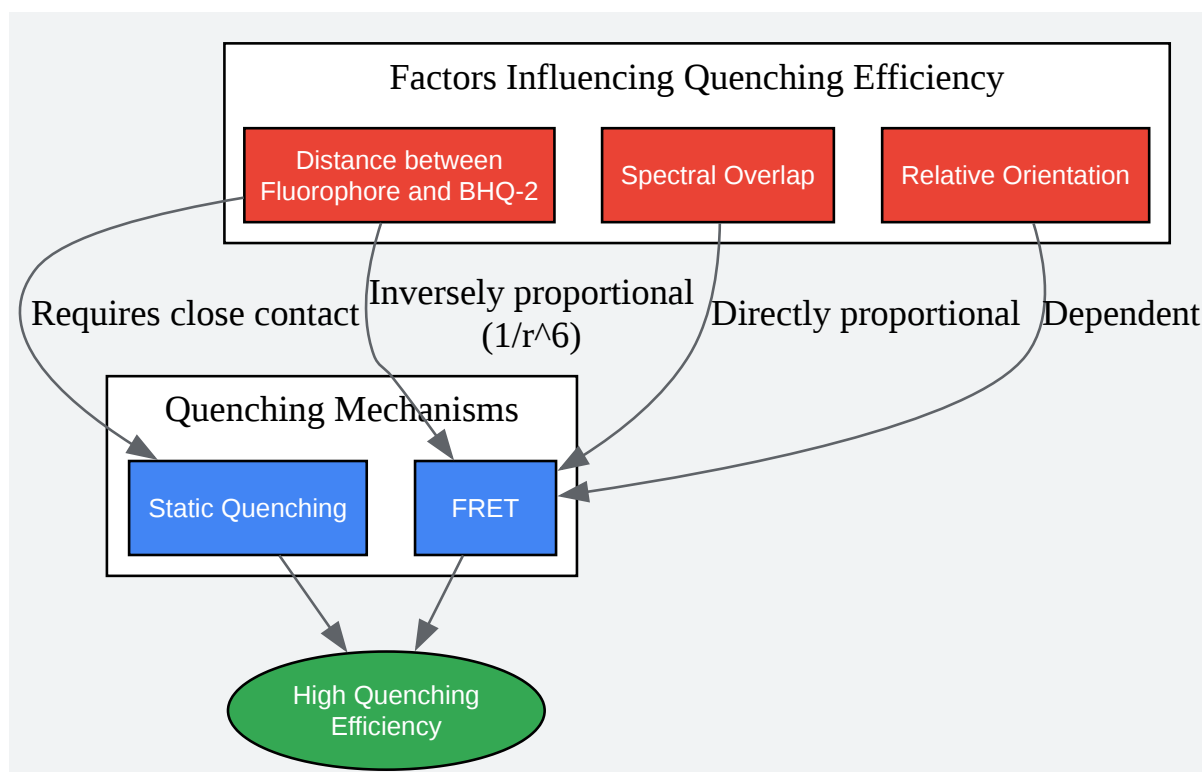 Factors Influencing Quenching Efficiency
Distance between
Fluorophore and BHQ-2
Spectral Overlap
Relative Orientation
Requires close contact
Inversely proportional
(1/r^6)
Directly proportional
Dependent
Quenching Mechanisms
Static Quenching
FRET
High Quenching
Efficiency